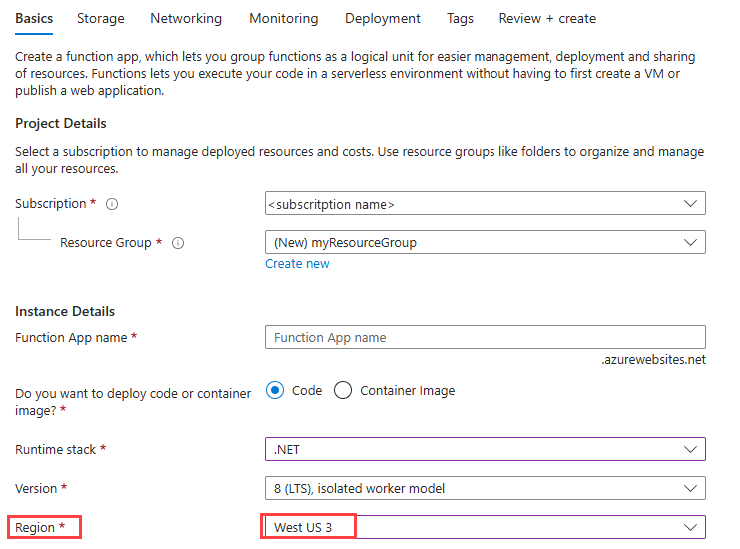 Basics Storage Networking Monitoring Deployment Tags Review + create
Create a function app, which lets you group functions as a logical unit for easier management, deployment and sharing
of resources. Functions lets you execute your code in a serverless environment without having to first create a VM or
publish a web application.
Project Details
Select a subscription to manage deployed resources and costs. Use resource groups like folders to organize and manage
all your resources.
Subscription *
<subscritption name>
Resource Group *
(New) myResourceGroup
Create new
Instance Details
Function App name *
Function App name
.azurewebsites.net
Do you want to deploy code or container
image? *
Code Container Image
Runtime stack *
.NET
Version *
8 (LTS), isolated worker model
Region *
West US 3